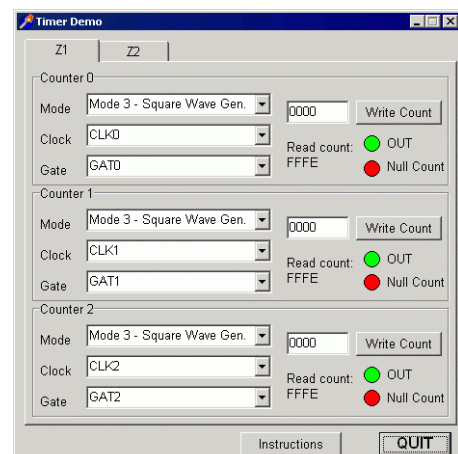 Timer Demo
Z1 Z2
Counter 0
Mode Mode 3 - Square Wave Gen. 0000 Write Count
Clock CLK0 Read count: OUT
Gate GAT0 FFFE Null Count
Counter 1
Mode Mode 3 - Square Wave Gen. 0000 Write Count
Clock CLK1 Read count: OUT
Gate GAT1 FFFE Null Count
Counter 2
Mode Mode 3 - Square Wave Gen. 0000 Write Count
Clock CLK2 Read count: OUT
Gate GAT2 FFFE Null Count
Instructions QUIT